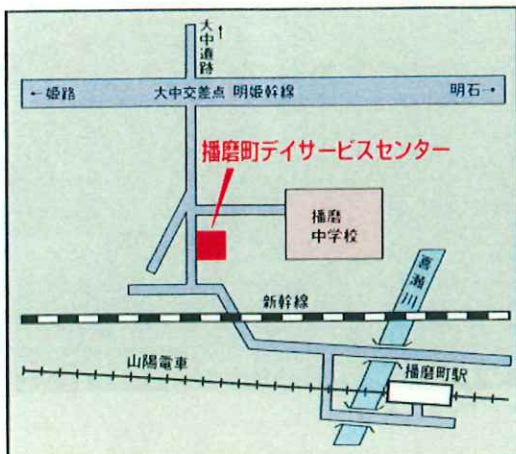 大中遺跡↑
←姫路
大中交差点 明姫幹線
明石→
播磨町デイサービスセンター
播磨
中学校
喜瀬川
新幹線
山陽電車
播磨町駅